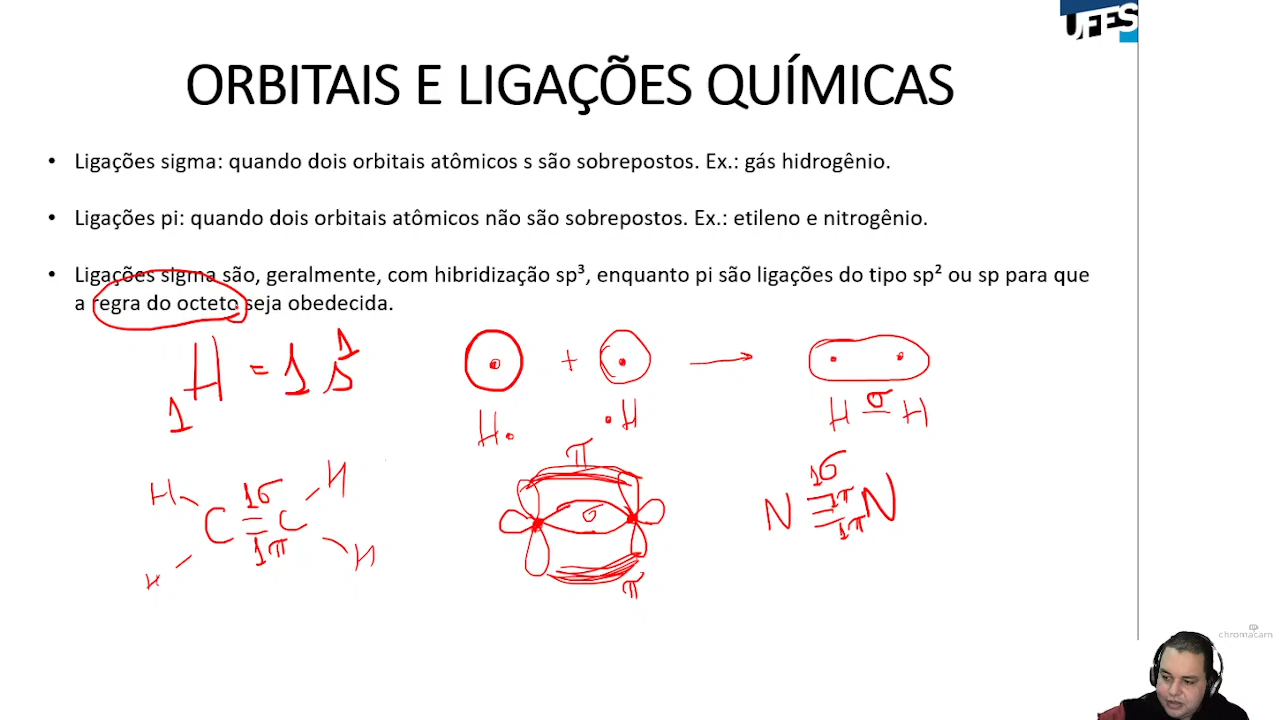 UFES
ORBITAIS E LIGAÇÕES QUÍMICAS
• Ligações sigma: quando dois orbitais atômicos s são sobrepostos. Ex.: gás hidrogênio.
• Ligações pi: quando dois orbitais atômicos não são sobrepostos. Ex.: etileno e nitrogênio.
• Ligações sigma são, geralmente, com hibridização sp³, enquanto pi são ligações do tipo sp² ou sp para que
a regra do octeto seja obedecida.
₁H = 1s¹
+ →
H· ·H H σ H
π
H H 1σ
C 1σ C σ N 1π N
1π 1π
H H π
chromacam